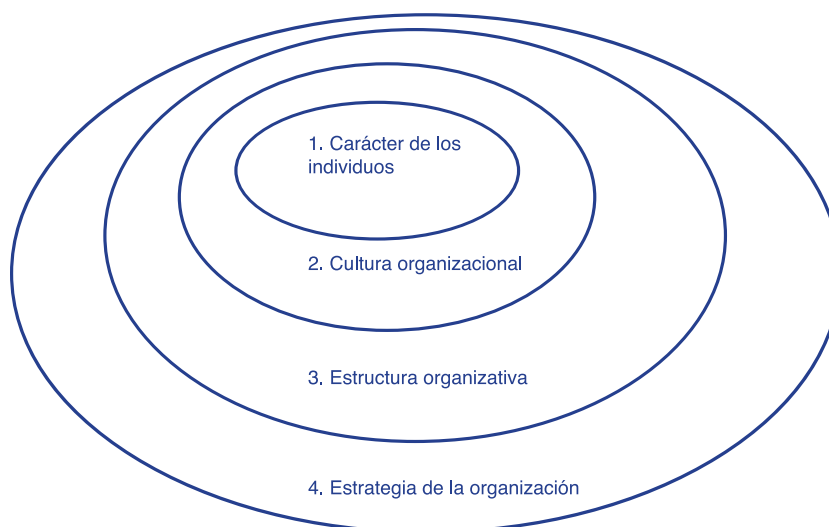 1. Carácter de los
individuos
2. Cultura organizacional
3. Estructura organizativa
4. Estrategia de la organización